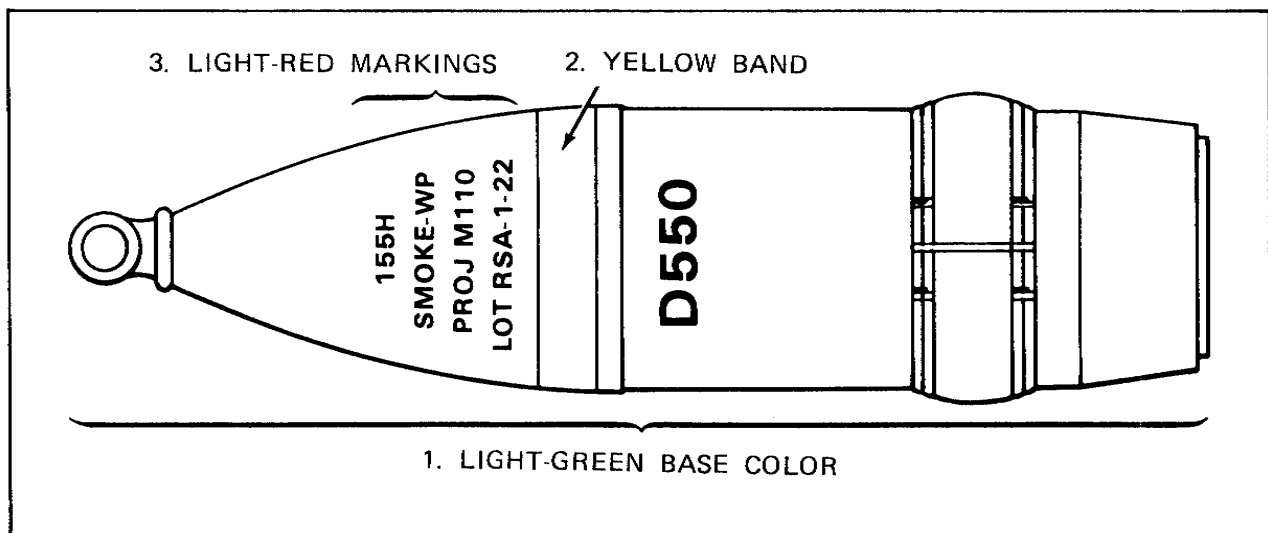 3. LIGHT-RED MARKINGS
2. YELLOW BAND
155H
SMOKE-WP
PROJ M110
LOT RSA-1-22
D550
1. LIGHT-GREEN BASE COLOR